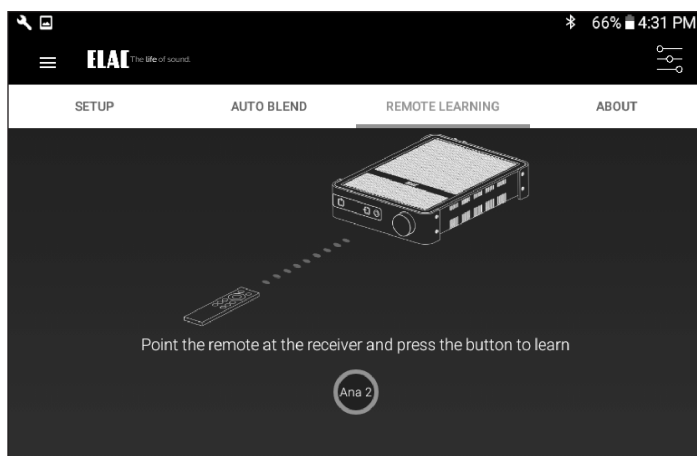 66% 4:31 PM
ELAC The life of sound.
SETUP AUTO BLEND REMOTE LEARNING ABOUT
Point the remote at the receiver and press the button to learn
Ana 2